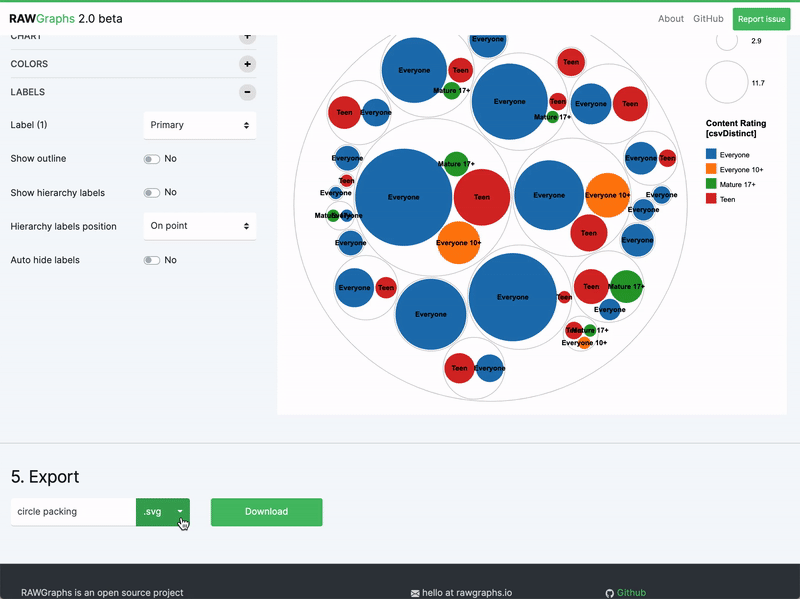 RAWGraphs 2.0 beta
About GitHub Report issue
CHART
COLORS
LABELS
Label (1) Primary
Show outline No
Show hierarchy labels No
Hierarchy labels position On point
Auto hide labels No
Everyone
Everyone
Teen
Mature 17+
Teen
Everyone
Teen
Mature 17+
Everyone
Teen
Teen
Everyone
Everyone
Teen
Everyone
Everyone
Mature 17+
Teen
Everyone 10+
Everyone
Everyone 10+
Teen
Everyone
Teen
Everyone
Everyone
Everyone
Mature 17+
Everyone
Everyone
Everyone
Teen
Everyone
Everyone
Teen
Teen
Mature 17+
Everyone
Teen
Mature 17+
Everyone 10+
Teen
Everyone
2.9
11.7
Content Rating
[csvDistinct]
Everyone
Everyone 10+
Mature 17+
Teen
5. Export
circle packing .svg Download
RAWGraphs is an open source project hello at rawgraphs.io Github